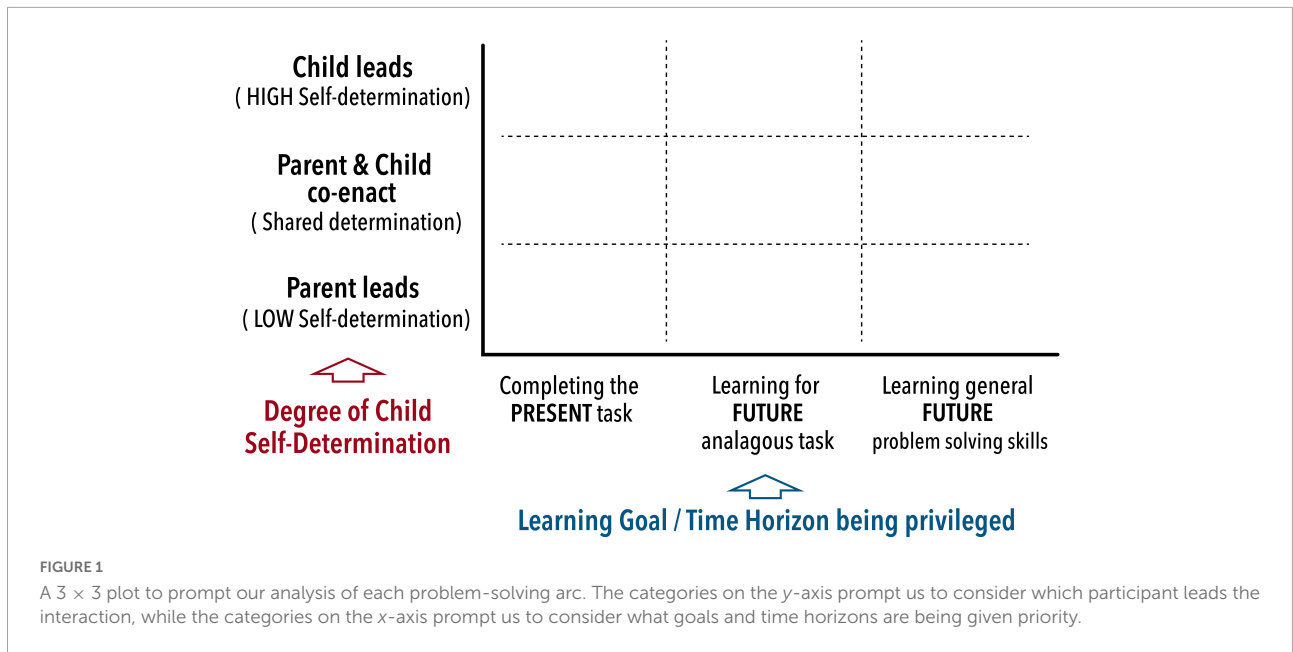 Child leads
( HIGH Self-determination)
Parent & Child
co-enact
( Shared determination)
Parent leads
( LOW Self-determination)
Degree of Child
Self-Determination
Completing the
PRESENT task
Learning for
FUTURE
analagous task
Learning general
FUTURE
problem solving skills
Learning Goal / Time Horizon being privileged
FIGURE 1
A 3 × 3 plot to prompt our analysis of each problem-solving arc. The categories on the y-axis prompt us to consider which participant leads the
interaction, while the categories on the x-axis prompt us to consider what goals and time horizons are being given priority.